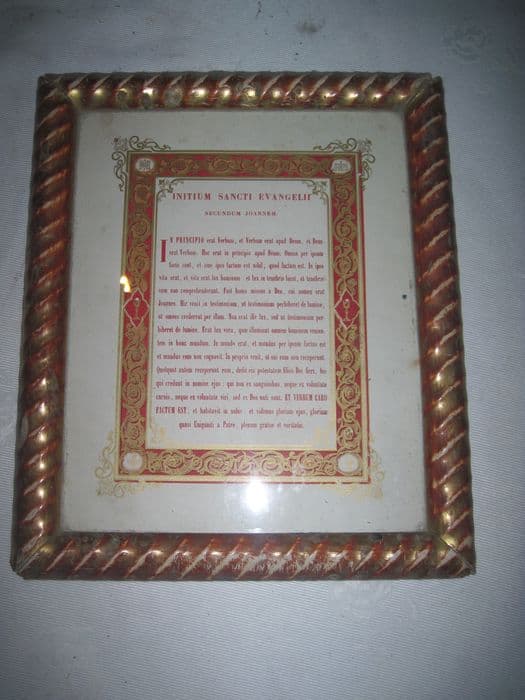 INITIUM SANCTI EVANGELII
SECUNDUM JOANNEM.
IN PRINCIPIO erat Verbum, et Verbum erat apud Deum, et Deus
erat Verbum. Hoc erat in principio apud Deum. Omnia per ipsum
facta sunt, et sine ipso factum est nihil, quod factum est. In ipso
vita erat, et vita erat lux hominum: et lux in tenebris lucet, et tenebræ
eam non comprehenderunt. Fuit homo missus a Deo, cui nomen erat
Joannes. Hic venit in testimonium, ut testimonium perhiberet de lumine,
ut omnes crederent per illum. Non erat ille lux, sed ut testimonium per-
hiberet de lumine. Erat lux vera, quæ illuminat omnem hominem venien-
tem in hunc mundum. In mundo erat, et mundus per ipsum factus est
et mundus eum non cognovit. In propria venit, et sui eum non receperunt.
Quotquot autem receperunt eum, dedit eis potestatem filios Dei fieri, his
qui credunt in nomine ejus: qui non ex sanguinibus, neque ex voluntate
carnis, neque ex voluntate viri, sed ex Deo nati sunt. ET VERBUM CARO
FACTUM EST, et habitavit in nobis: et vidimus gloriam ejus, gloriam
quasi Unigeniti a Patre, plenum gratiæ et veritatis.